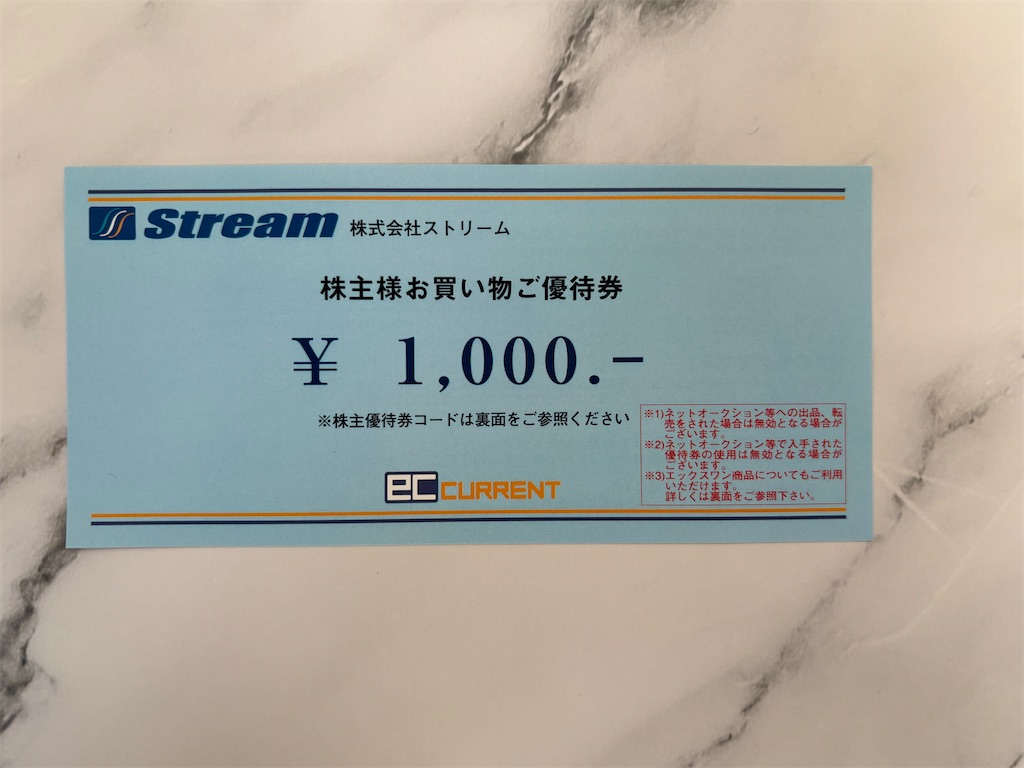 Stream 株式会社ストリーム
株主様お買い物ご優待券
¥ 1,000.-
※株主優待券コードは裏面をご参照ください
※1)ネットオークション等への出品、転
売をされた場合は無効となる場合が
ございます。
※2)ネットオークション等で入手された
優待券の使用は無効となる場合が
ございます。
※3)エックスワン商品についてもご利用
いただけます。
詳しくは裏面をご参照下さい。
eC CURRENT